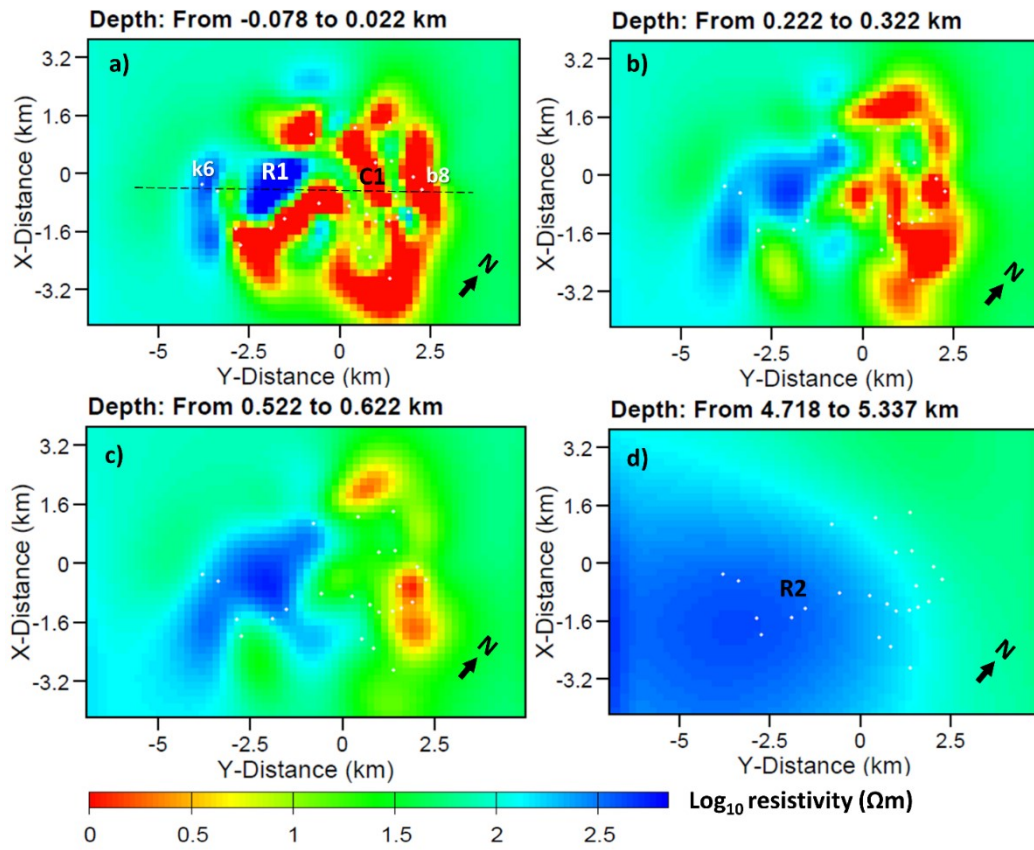 Depth: From -0.078 to 0.022 km
Depth: From 0.222 to 0.322 km
a)
k6
R1
C1
b8
N
X-Distance (km)
3.2
1.6
0
-1.6
-3.2
-5
-2.5
0
2.5
Y-Distance (km)
b)
N
X-Distance (km)
3.2
1.6
0
-1.6
-3.2
-5
-2.5
0
2.5
Y-Distance (km)
Depth: From 0.522 to 0.622 km
Depth: From 4.718 to 5.337 km
c)
N
X-Distance (km)
3.2
1.6
0
-1.6
-3.2
-5
-2.5
0
2.5
Y-Distance (km)
d)
R2
N
X-Distance (km)
3.2
1.6
0
-1.6
-3.2
-5
-2.5
0
2.5
Y-Distance (km)
Log₁₀ resistivity (Ωm)
0
0.5
1
1.5
2
2.5